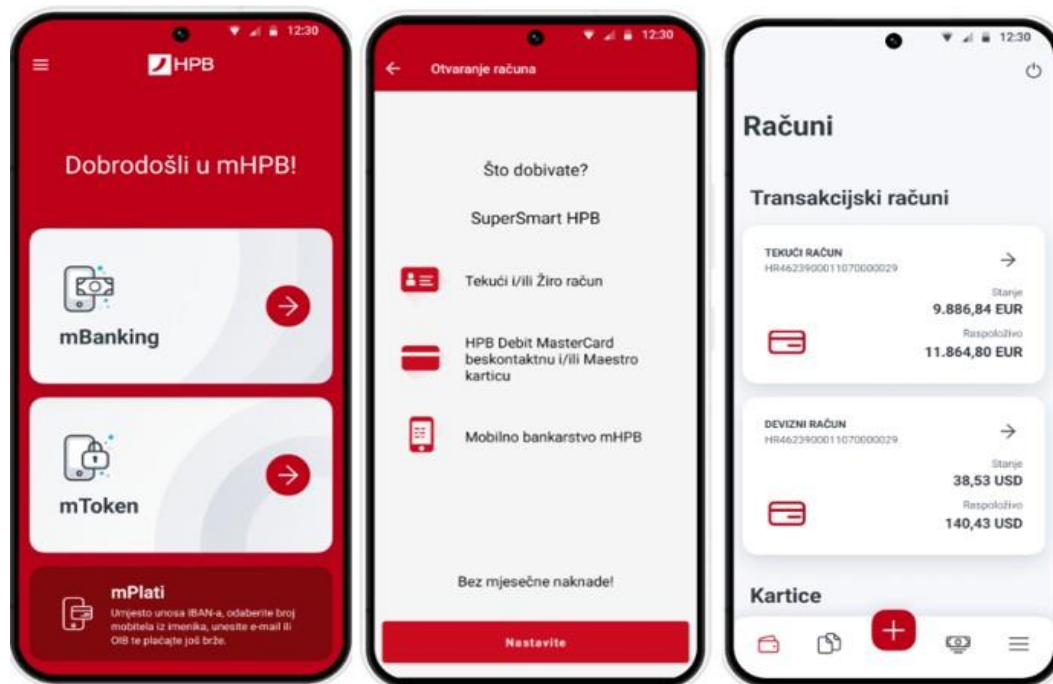 12:30
HPB
Dobrodošli u mHPB!
mBanking
mToken
mPlati
Umjesto unosa IBAN-a, odaberite broj
mobitela iz imenika, unesite e-mail ili
OIB te plaćajte još brže.
12:30
Otvaranje računa
Što dobivate?
SuperSmart HPB
Tekući i/ili Žiro račun
HPB Debit MasterCard
beskontaktnu i/ili Maestro
karticu
Mobilno bankarstvo mHPB
Bez mjesečne naknade!
Nastavite
12:30
Računi
Transakcijski računi
TEKUĆI RAČUN
HR4623900011070000029
Stanje
9.886,84 EUR
Raspoloživo
11.864,80 EUR
DEVIZNI RAČUN
HR4623900011070000029
Stanje
38,53 USD
Raspoloživo
140,43 USD
Kartice